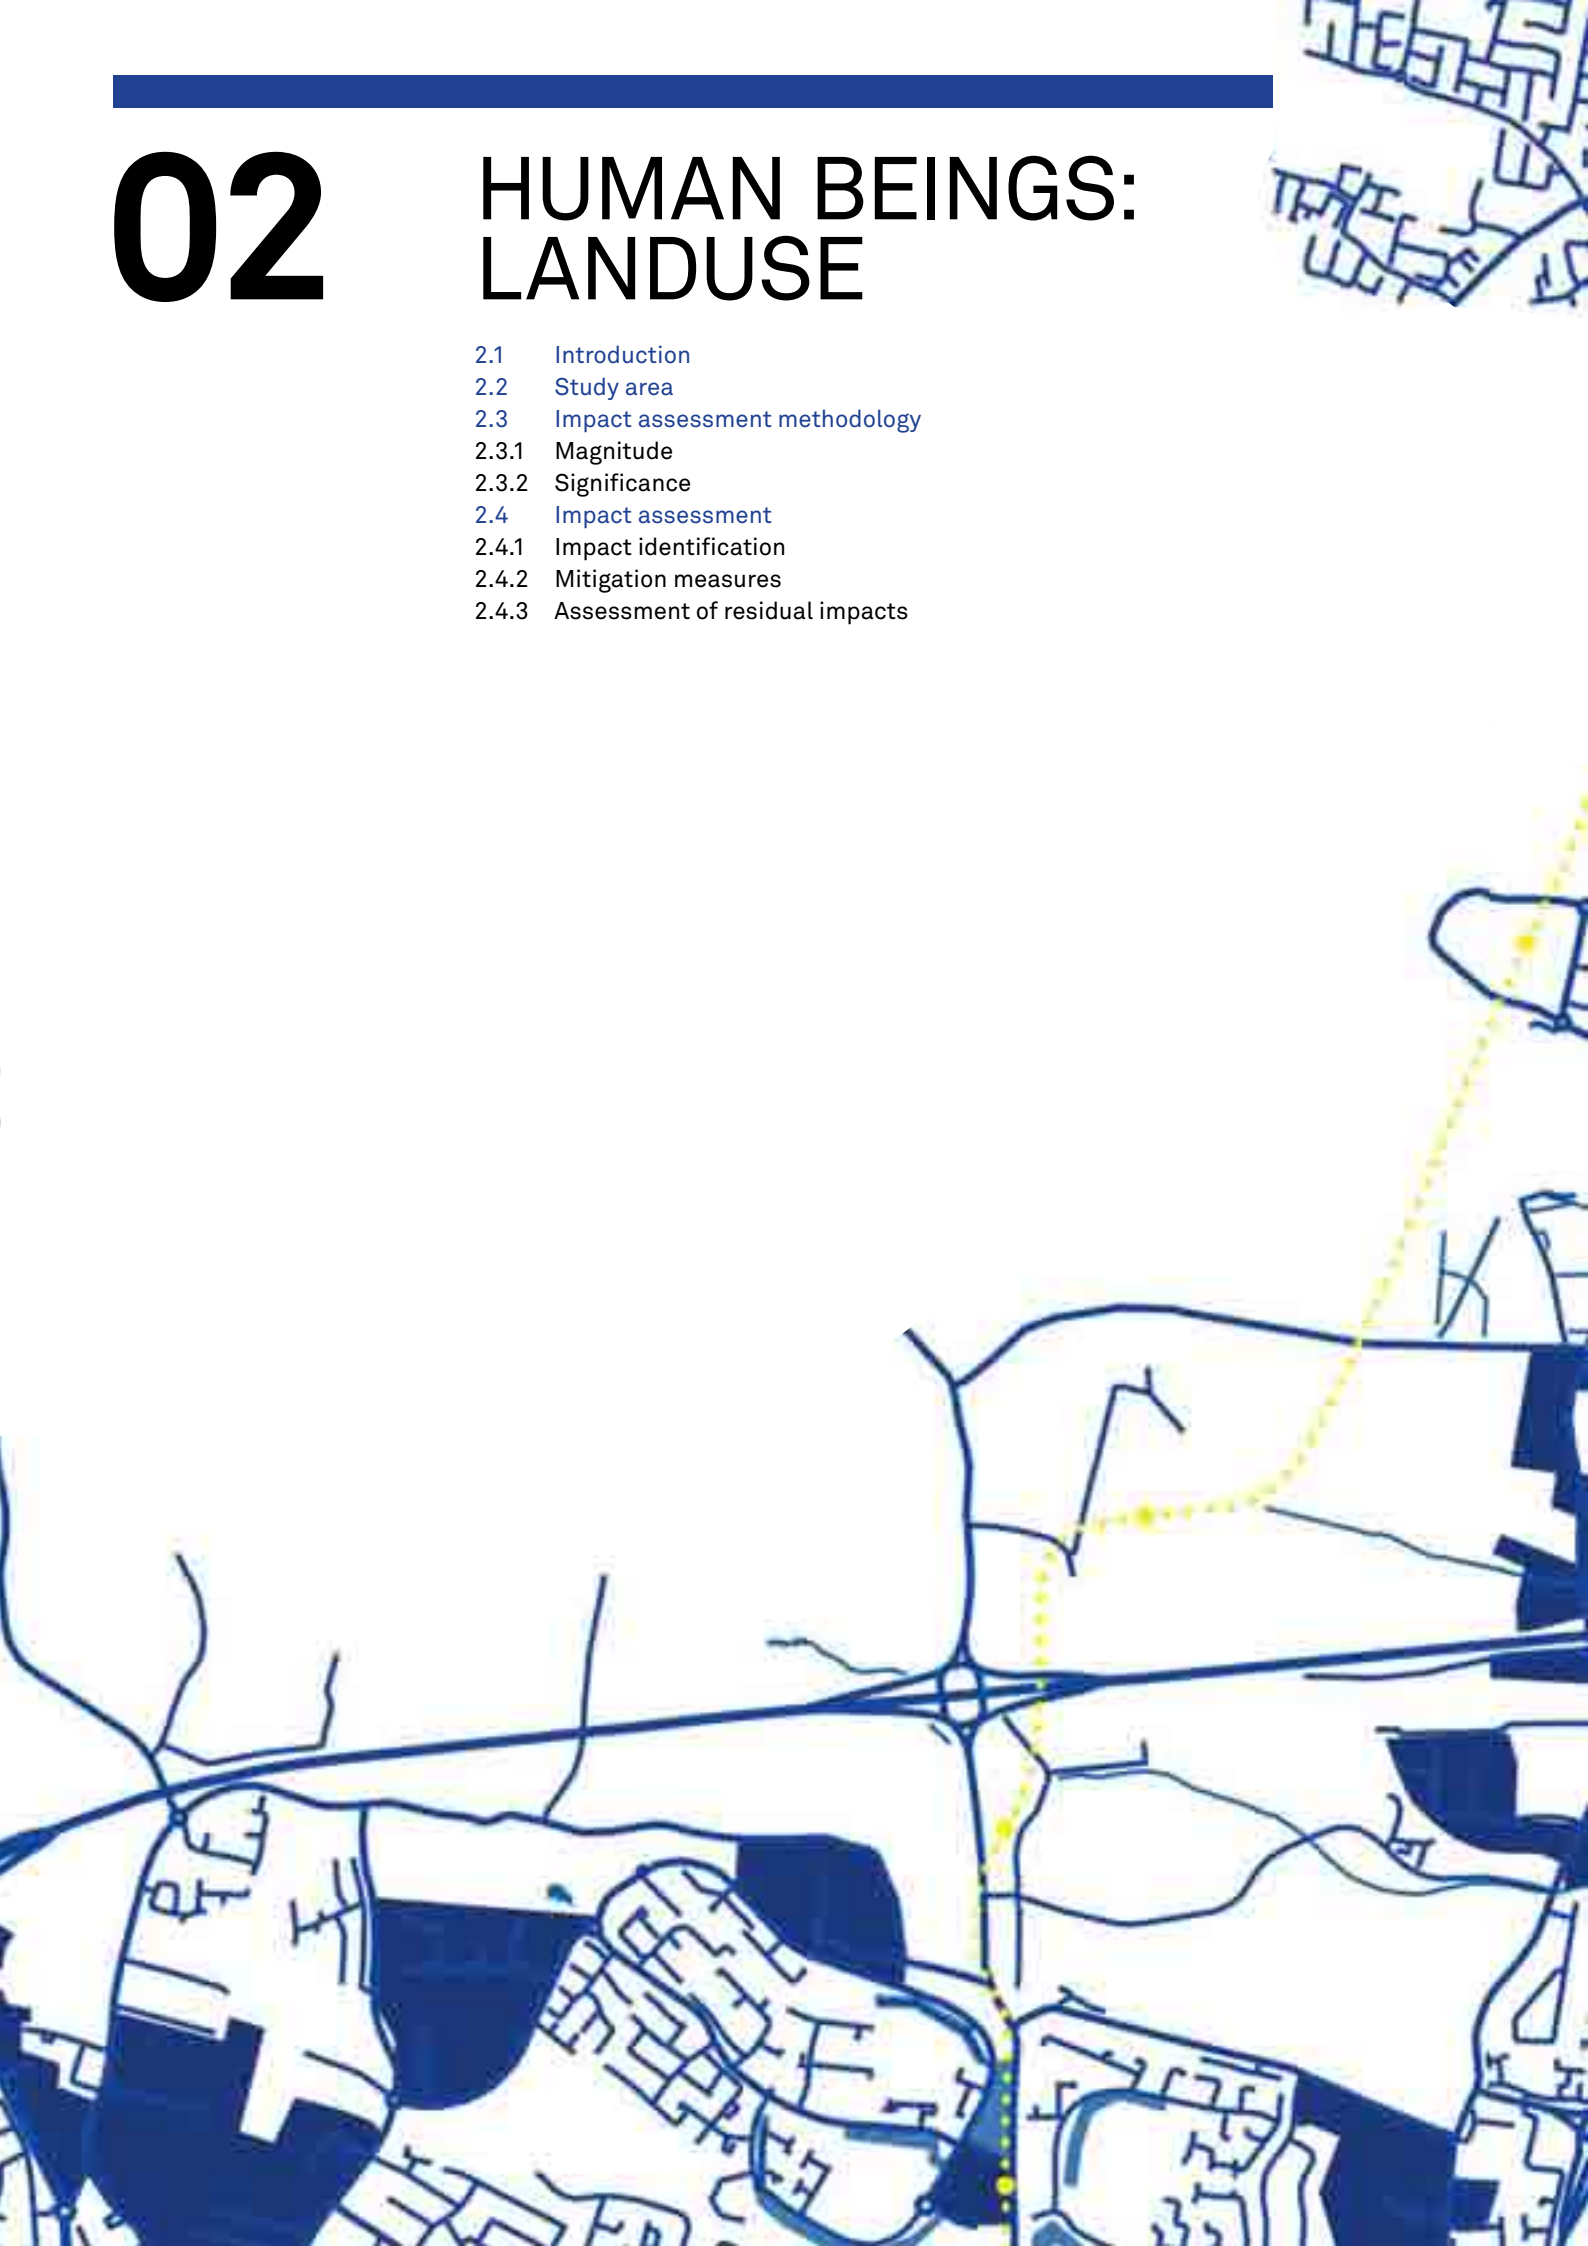 02
HUMAN BEINGS:
LANDUSE
2.1 Introduction
2.2 Study area
2.3 Impact assessment methodology
2.3.1 Magnitude
2.3.2 Significance
2.4 Impact assessment
2.4.1 Impact identification
2.4.2 Mitigation measures
2.4.3 Assessment of residual impacts